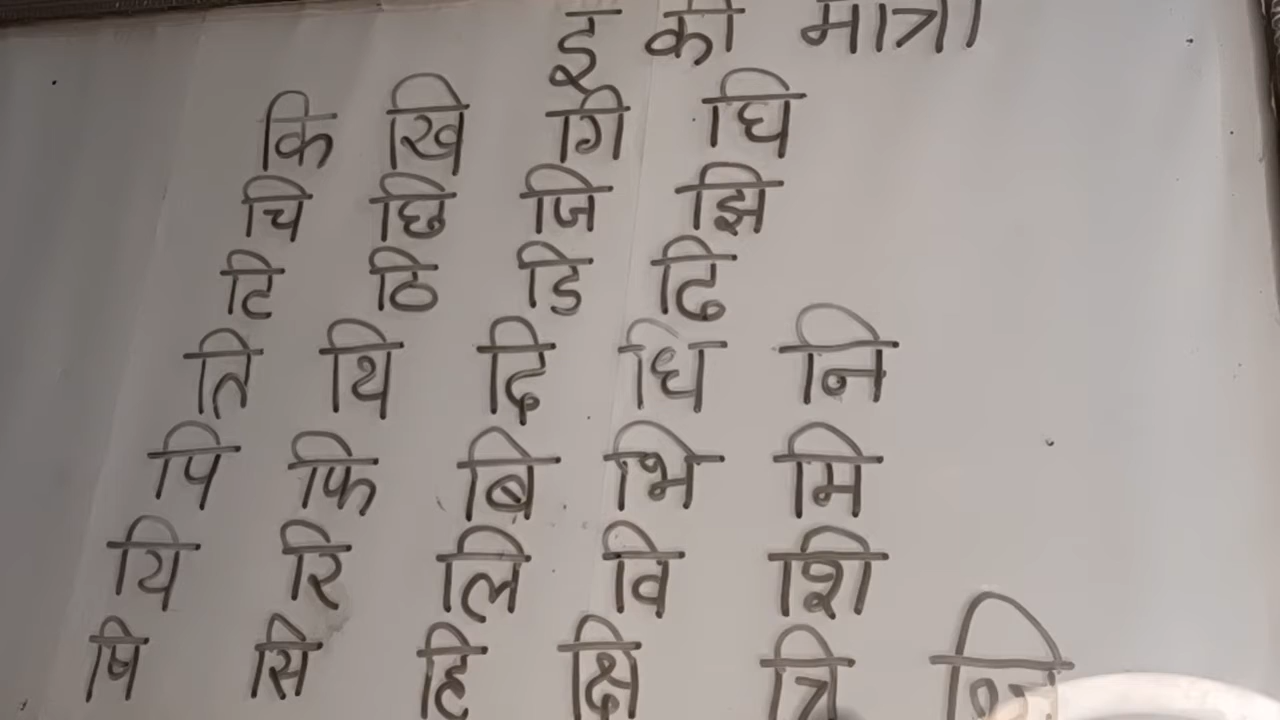 इ की मात्रा
कि खि गि घि
चि छि जि झि
टि ठि डि ढि
ति थि दि धि नि
पि फि बि भि मि
यि रि लि वि शि
षि सि हि क्षि त्रि